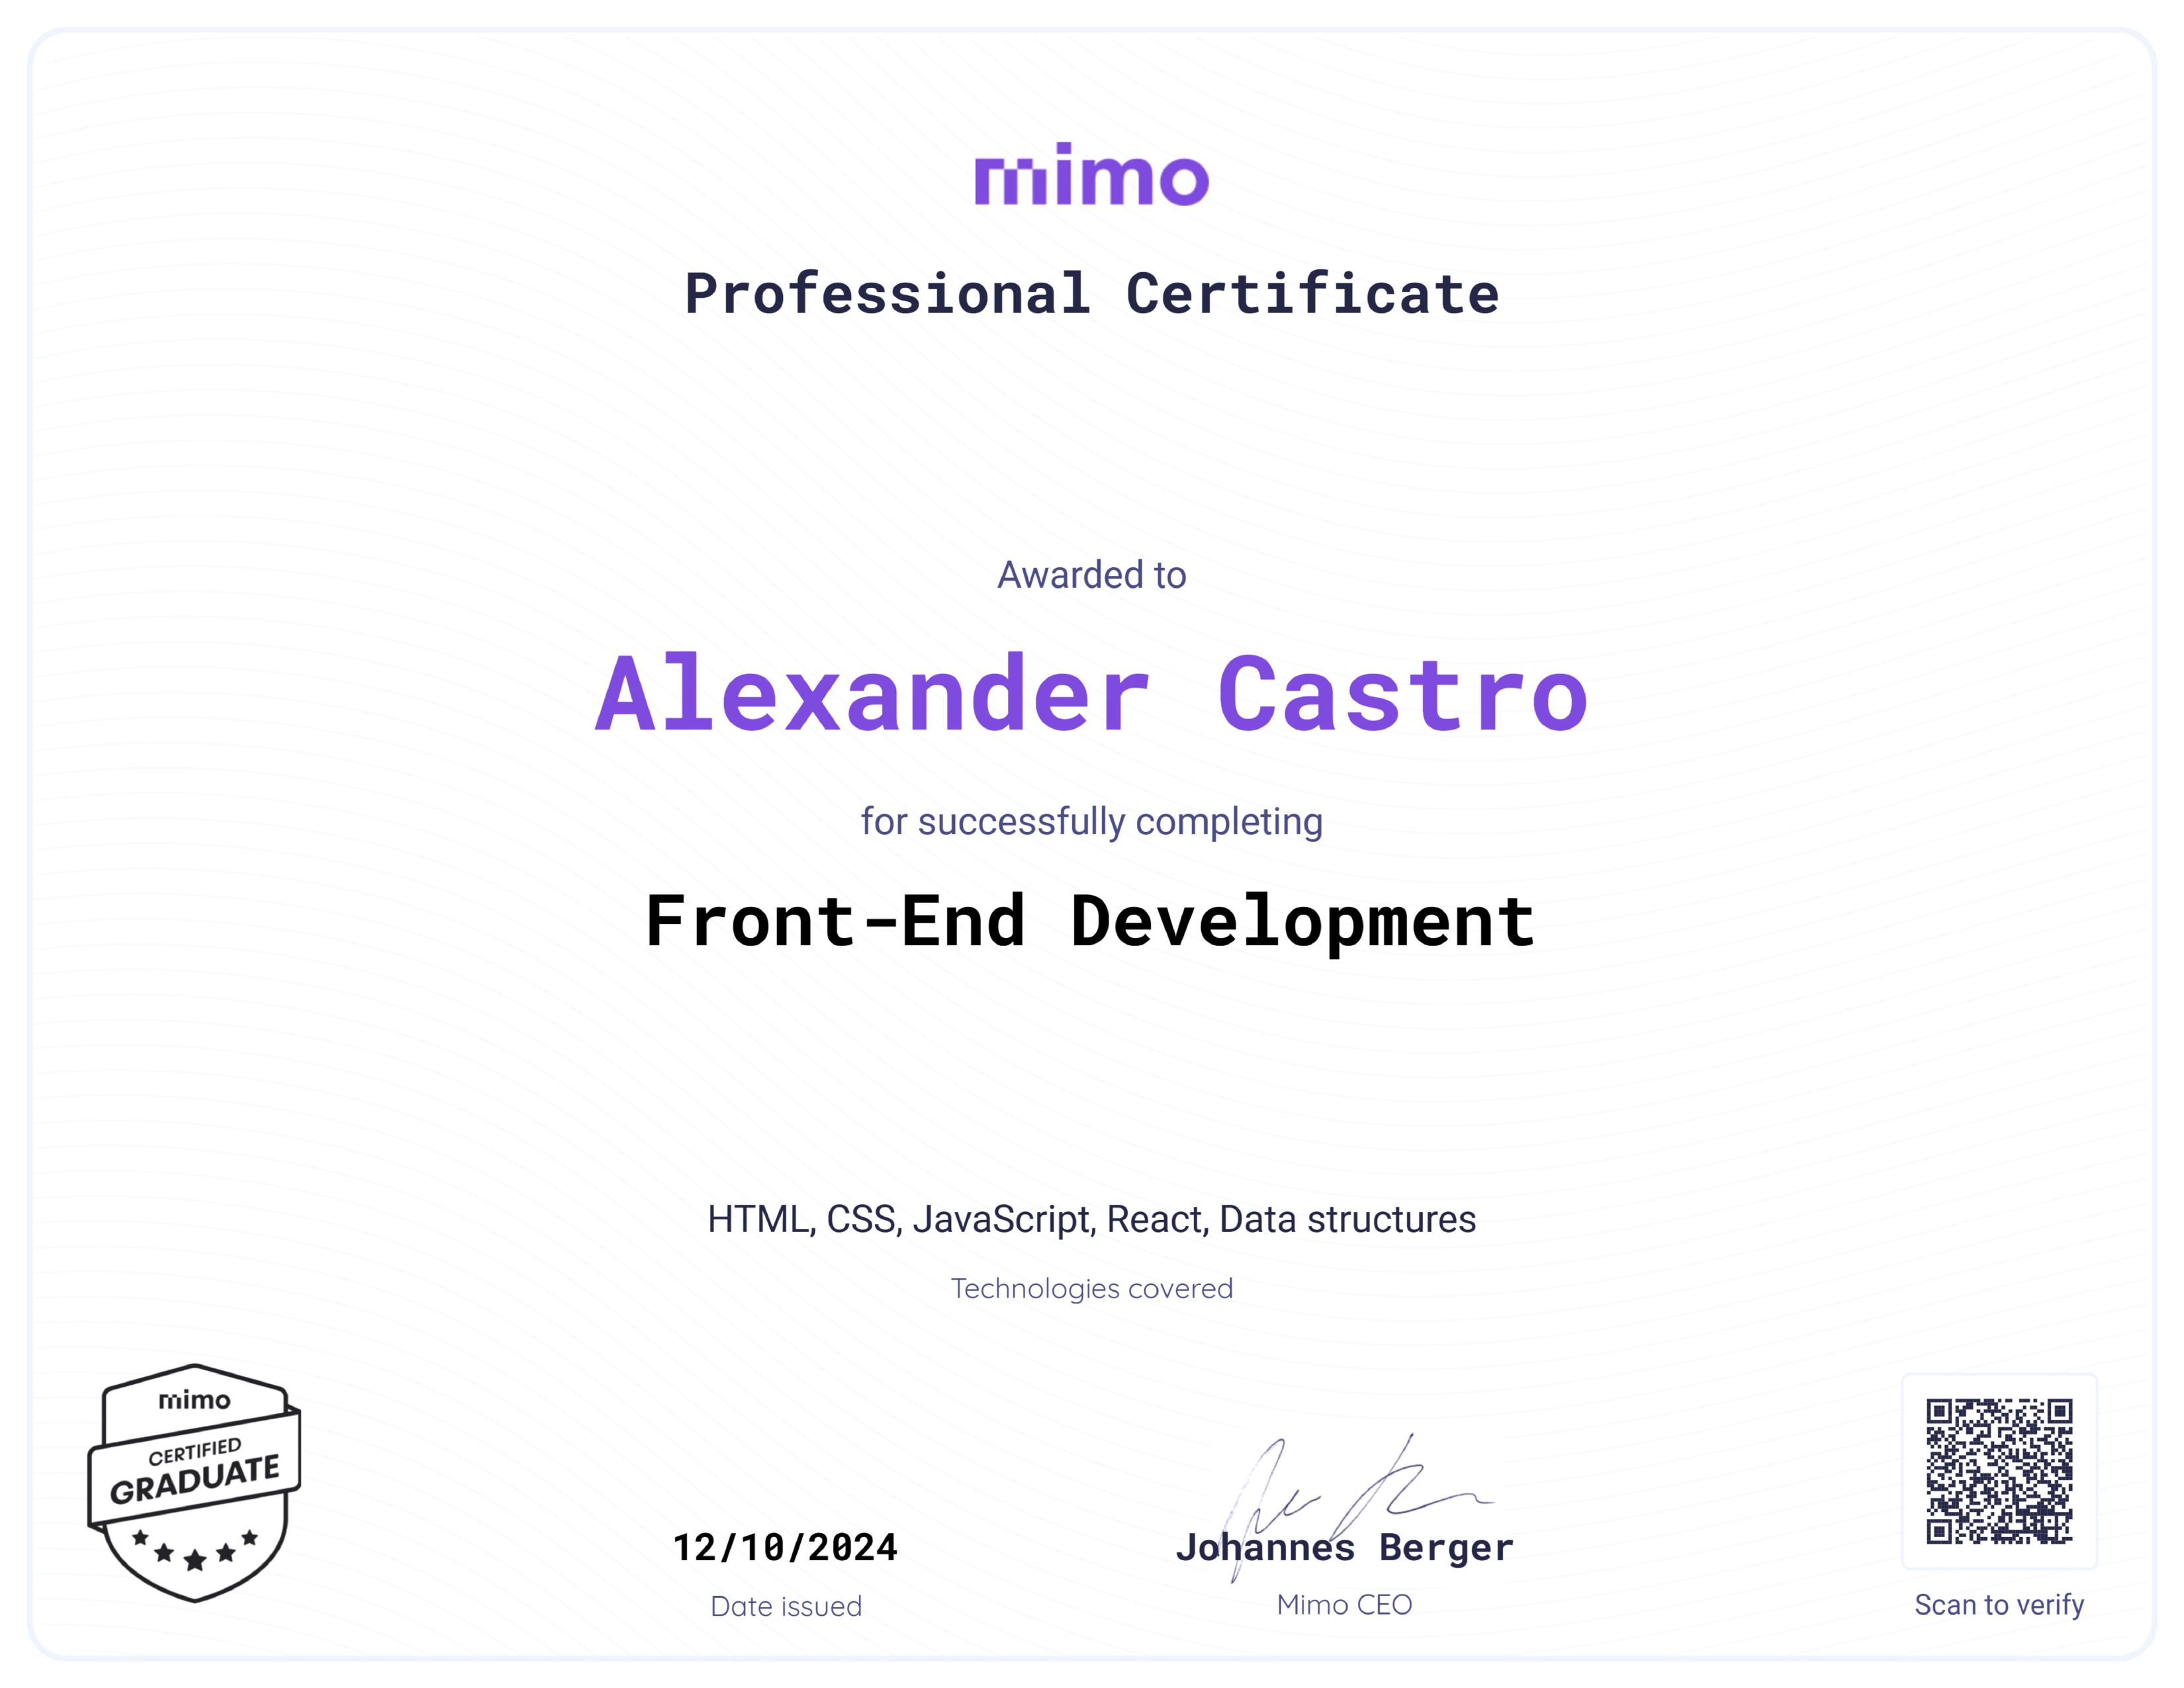 mimo
Professional Certificate
Awarded to
Alexander Castro
for successfully completing
Front-End Development
HTML, CSS, JavaScript, React, Data structures
Technologies covered
mimo
CERTIFIED
GRADUATE
12/10/2024
Date issued
Johannes Berger
Mimo CEO
Scan to verify